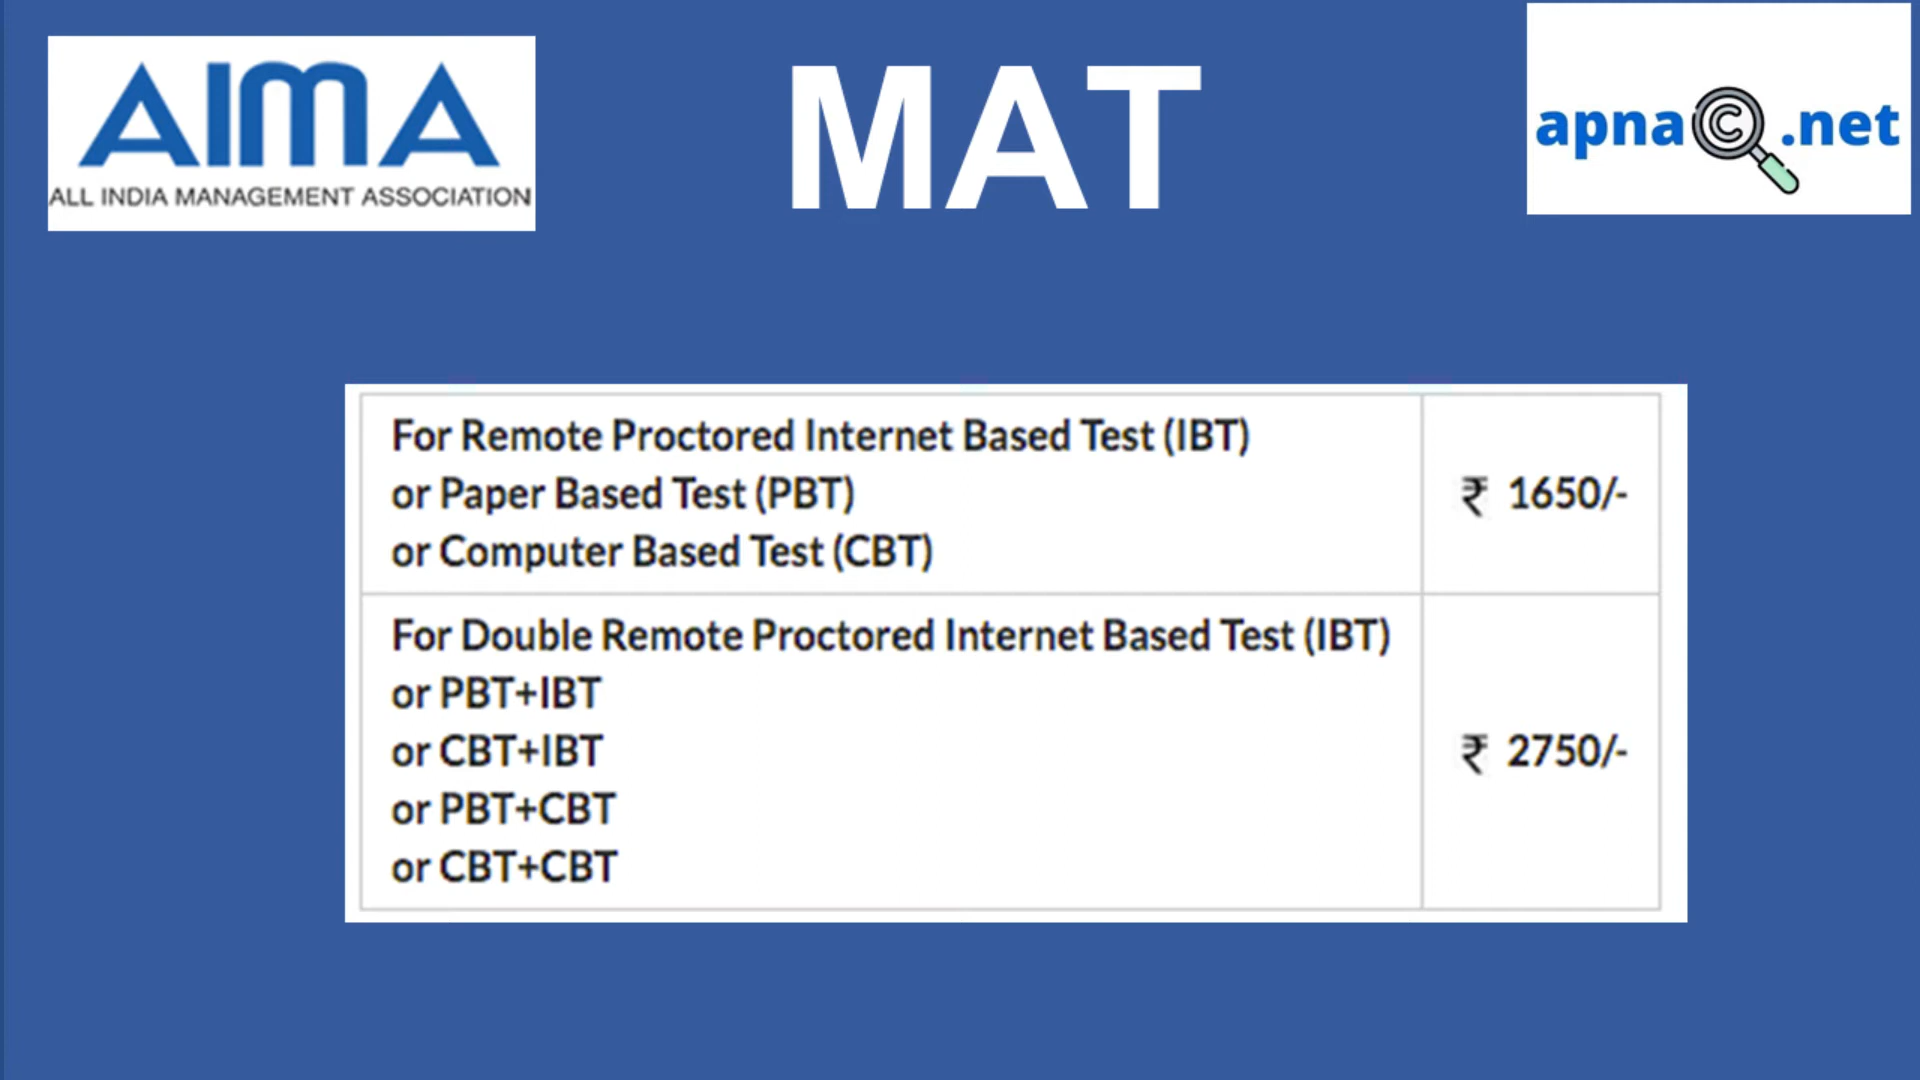 AIMA
ALL INDIA MANAGEMENT ASSOCIATION
MAT
apna©.net
For Remote Proctored Internet Based Test (IBT)
or Paper Based Test (PBT)
or Computer Based Test (CBT)
₹ 1650/-
For Double Remote Proctored Internet Based Test (IBT)
or PBT+IBT
or CBT+IBT
or PBT+CBT
or CBT+CBT
₹ 2750/-